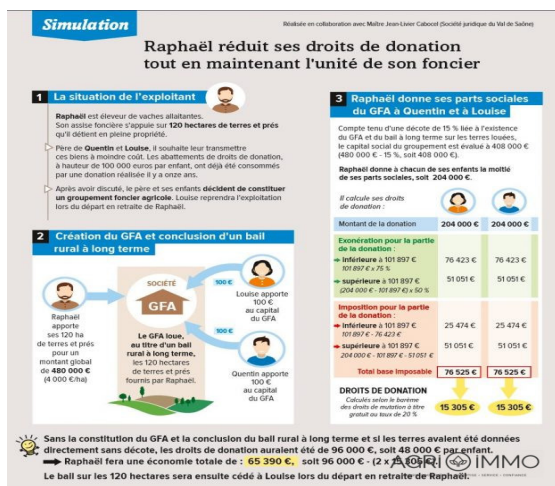 Simulation
Réalisée en collaboration avec Maître Jean-Livier Cabocef (Société juridique du Val de Saône)
Raphaël réduit ses droits de donation
tout en maintenant l'unité de son foncier
1 La situation de l'exploitant
Raphaël est éleveur de vaches allaitantes.
Son assise foncière s'appuie sur 120 hectares de terres et prés
qu'il détient en pleine propriété.
Père de Quentin et Louise, il souhaite leur transmettre
ces biens à moindre coût. Les abattements de droits de donation,
à hauteur de 100 000 euros par enfant, ont déjà été consommés
par une donation réalisée il y a onze ans.
Après avoir discuté, le père et ses enfants décident de constituer
un groupement foncier agricole. Louise reprendra l'exploitation
lors du départ en retraite de Raphaël.
2 Création du GFA et conclusion d'un bail
rural à long terme
Raphaël
apporte
ses 120 ha
de terres et prés
pour un
montant global
de 480 000 €
(4 000 €/ha)
SOCIÉTÉ
GFA
Le GFA loue,
au titre d'un bail
rural à long terme,
les 120 hectares
de terres et prés
fournis par Raphaël.
100 €
Louise apporte
100 €
au capital
du GFA
100 €
Quentin apporte
100 €
au capital
du GFA
3 Raphaël donne ses parts sociales
du GFA à Quentin et à Louise
Compte tenu d'une décote de 15 % liée à l'existence
du GFA et du bail à long terme sur les terres louées,
le capital social du groupement est évalué à 408 000 €
(480 000 € - 15 %, soit 408 000 €).
Raphaël donne à chacun de ses enfants la moitié
de ses parts sociales, soit 204 000 €.
Il calcule ses droits
de donation :
Montant de la donation 204 000 € 204 000 €
Exonération pour la partie
de la donation :
inférieure à 101 897 € 76 423 € 76 423 €
101 897 € x 75 %
supérieure à 101 897 € 51 051 € 51 051 €
(204 000 € - 101 897 €) x 50 %
Imposition pour la partie
de la donation :
inférieure à 101 897 € 25 474 € 25 474 €
101 897 € - 76 423 €
supérieure à 101 897 € 51 051 € 51 051 €
204 000 € - 101 897 € - 51 051 €
Total base imposable 76 525 € 76 525 €
DROITS DE DONATION
Calculés selon le barème
des droits de mutation à titre
gratuit au taux de 20 %
15 305 € 15 305 €
Sans la constitution du GFA et la conclusion du bail rural à long terme et si les terres avaient été données
directement sans décote, les droits de donation auraient été de 96 000 €, soit 48 000 € par enfant.
Raphaël fera une économie totale de : 65 390 €, soit 96 000 € - (2 x 15 305 €).
Le bail sur les 120 hectares sera ensuite cédé à Louise lors du départ en retraite de Raphaël.
AGRI IMMO